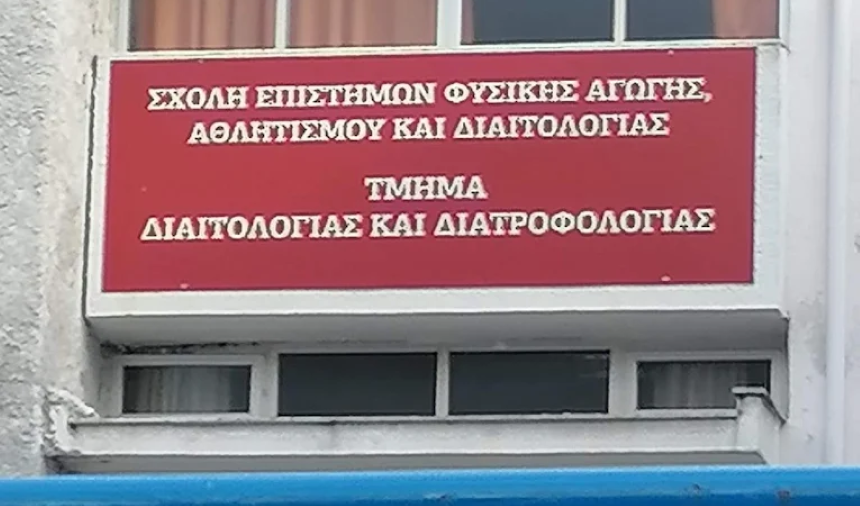 ΣΧΟΛΗ ΕΠΙΣΤΗΜΩΝ ΦΥΣΙΚΗΣ ΑΓΩΓΗΣ,
ΑΘΛΗΤΙΣΜΟΥ ΚΑΙ ΔΙΑΙΤΟΛΟΓΙΑΣ
ΤΜΗΜΑ
ΔΙΑΙΤΟΛΟΓΙΑΣ ΚΑΙ ΔΙΑΤΡΟΦΟΛΟΓΙΑΣ